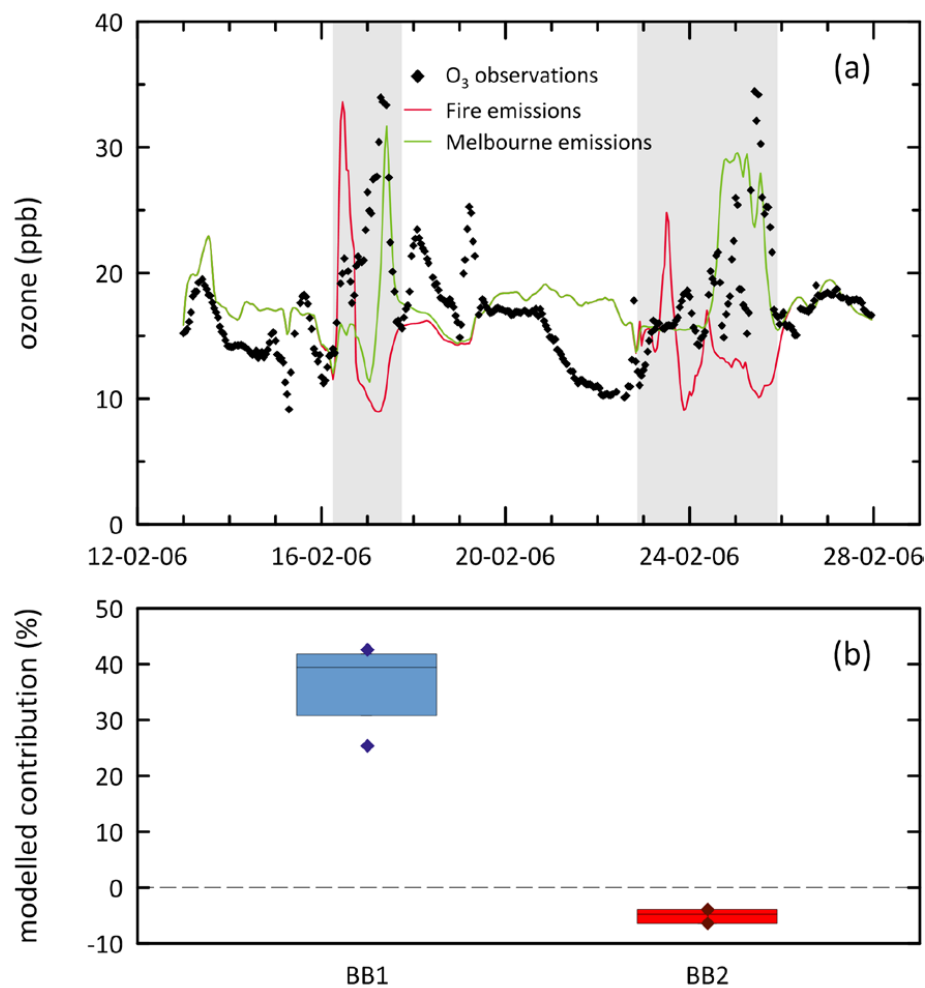 40
30
20
10
0
ozone (ppb)
(a)
O₃ observations
Fire emissions
Melbourne emissions
12-02-06 16-02-06 20-02-06 24-02-06 28-02-06
50
40
30
20
10
0
-10
modelled contribution (%)
(b)
BB1 BB2